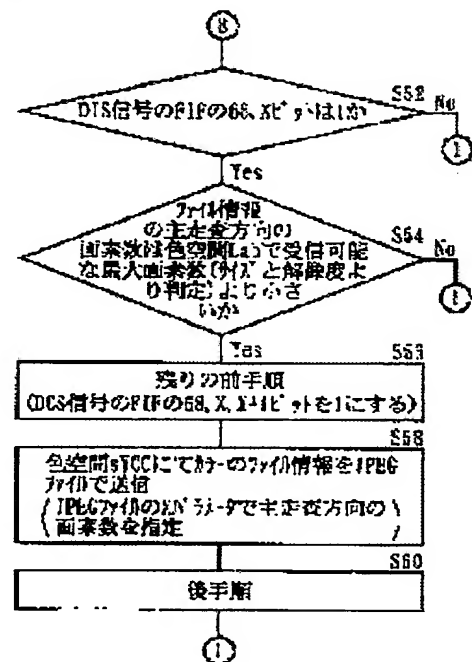 8
S52
DIS信号のFIFの68、Xビットは1か
No
1
Yes
ファイル情報
の主走査方向の
画素数は色空間Labで受信可能
な最大画素数(サイズと解像度よ
り判定)より小さ
いか
S54
No
Yes
残りの前手順
(DCS信号のFIFの68、X、X+1ビットを1にする)
S58
色空間sYCCにてカラーのファイル情報をJPEG
ファイルで送信
JPEGファイルのXパラメータで主走査方向の
画素数を指定
S60
後手順
1